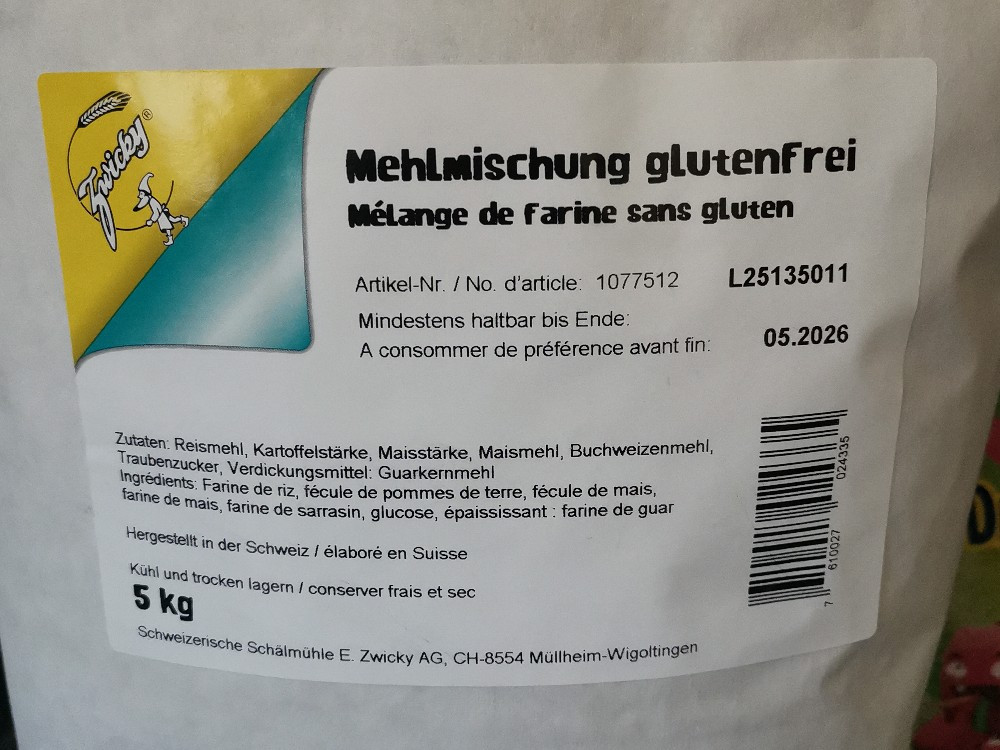 Zwicky®
Mehlmischung glutenfrei
Mélange de farine sans gluten
Artikel-Nr. / No. d'article: 1077512 L25135011
Mindestens haltbar bis Ende:
A consommer de préférence avant fin: 05.2026
Zutaten: Reismehl, Kartoffelstärke, Maisstärke, Maismehl, Buchweizenmehl,
Traubenzucker, Verdickungsmittel: Guarkernmehl
Ingrédients: Farine de riz, fécule de pommes de terre, fécule de mais,
farine de mais, farine de sarrasin, glucose, épaississant : farine de guar
Hergestellt in der Schweiz / élaboré en Suisse
Kühl und trocken lagern / conserver frais et sec
5 kg
Schweizerische Schälmühle E. Zwicky AG, CH-8554 Müllheim-Wigoltingen
7 610027 024335